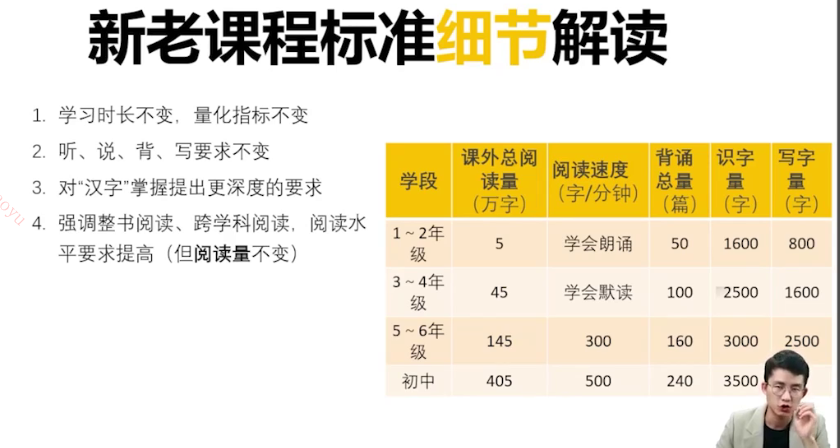 新老课程标准细节解读
1. 学习时长不变，量化指标不变
2. 听、说、背、写要求不变
3. 对“汉字”掌握提出更深度的要求
4. 强调整书阅读、跨学科阅读，阅读水
平要求提高（但阅读量不变）
学段 课外总阅读量（万字） 阅读速度（字/分钟） 背诵总量（篇） 识字量（字） 写字量（字）
1～2年级 5 学会朗诵 50 1600 800
3～4年级 45 学会默读 100 2500 1600
5～6年级 145 300 160 3000 2500
初中 405 500 240 3500